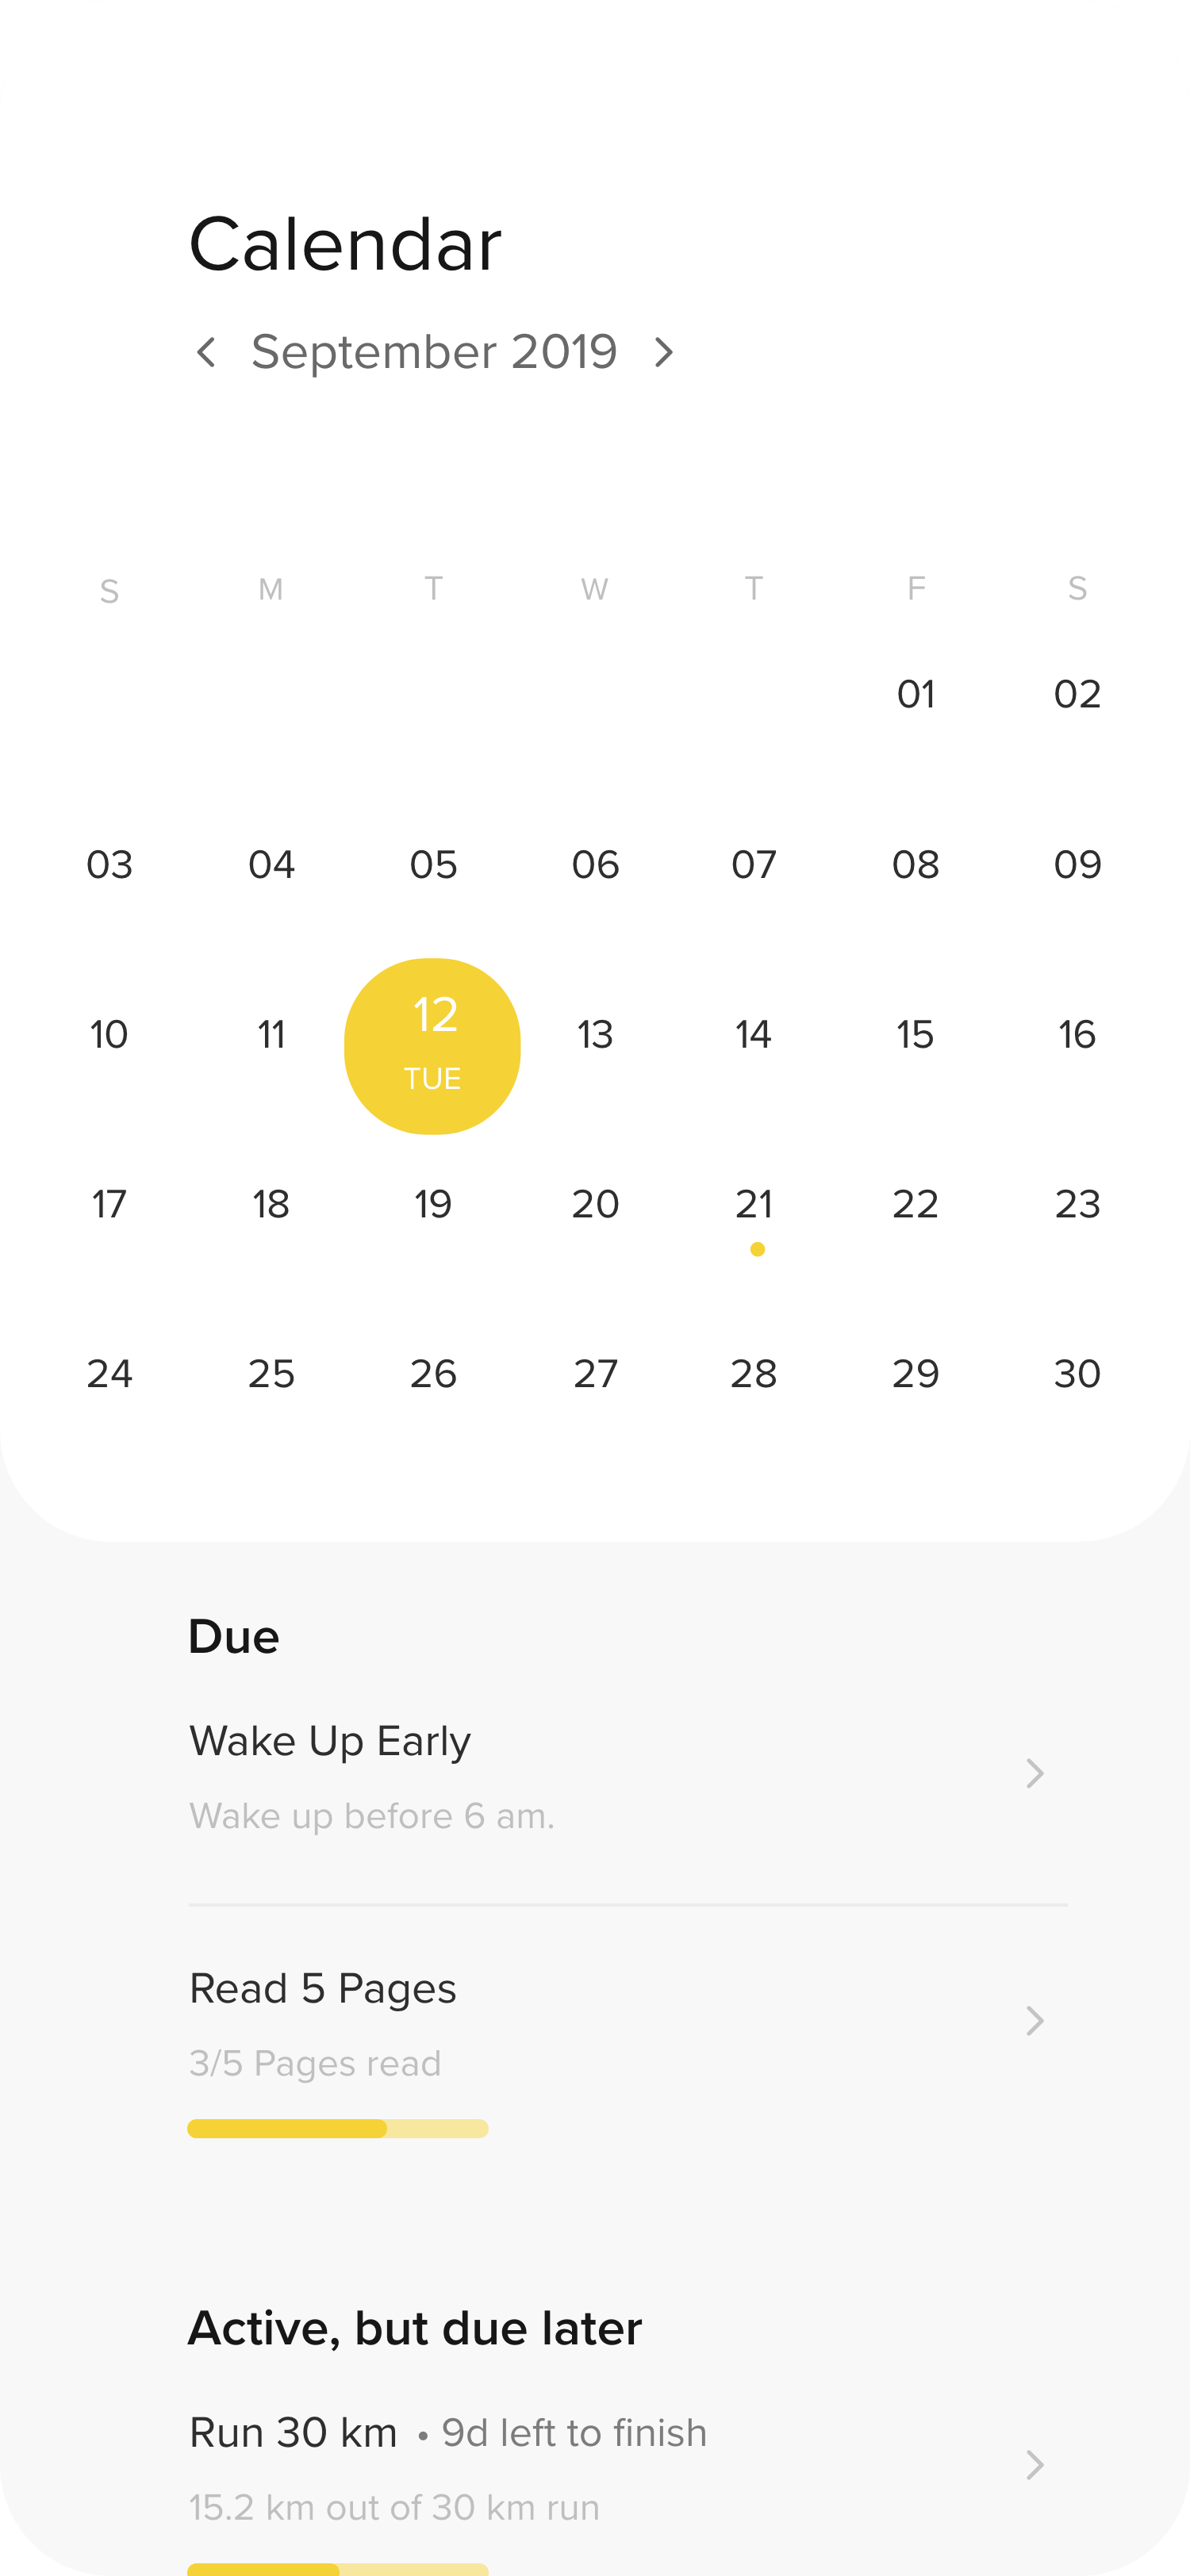 Calendar
September 2019
S M T W T F S
01 02
03 04 05 06 07 08 09
10 11 12 13 14 15 16
TUE
17 18 19 20 21 22 23
24 25 26 27 28 29 30
Due
Wake Up Early
Wake up before 6 am.
Read 5 Pages
3/5 Pages read
Active, but due later
Run 30 km • 9d left to finish
15.2 km out of 30 km run